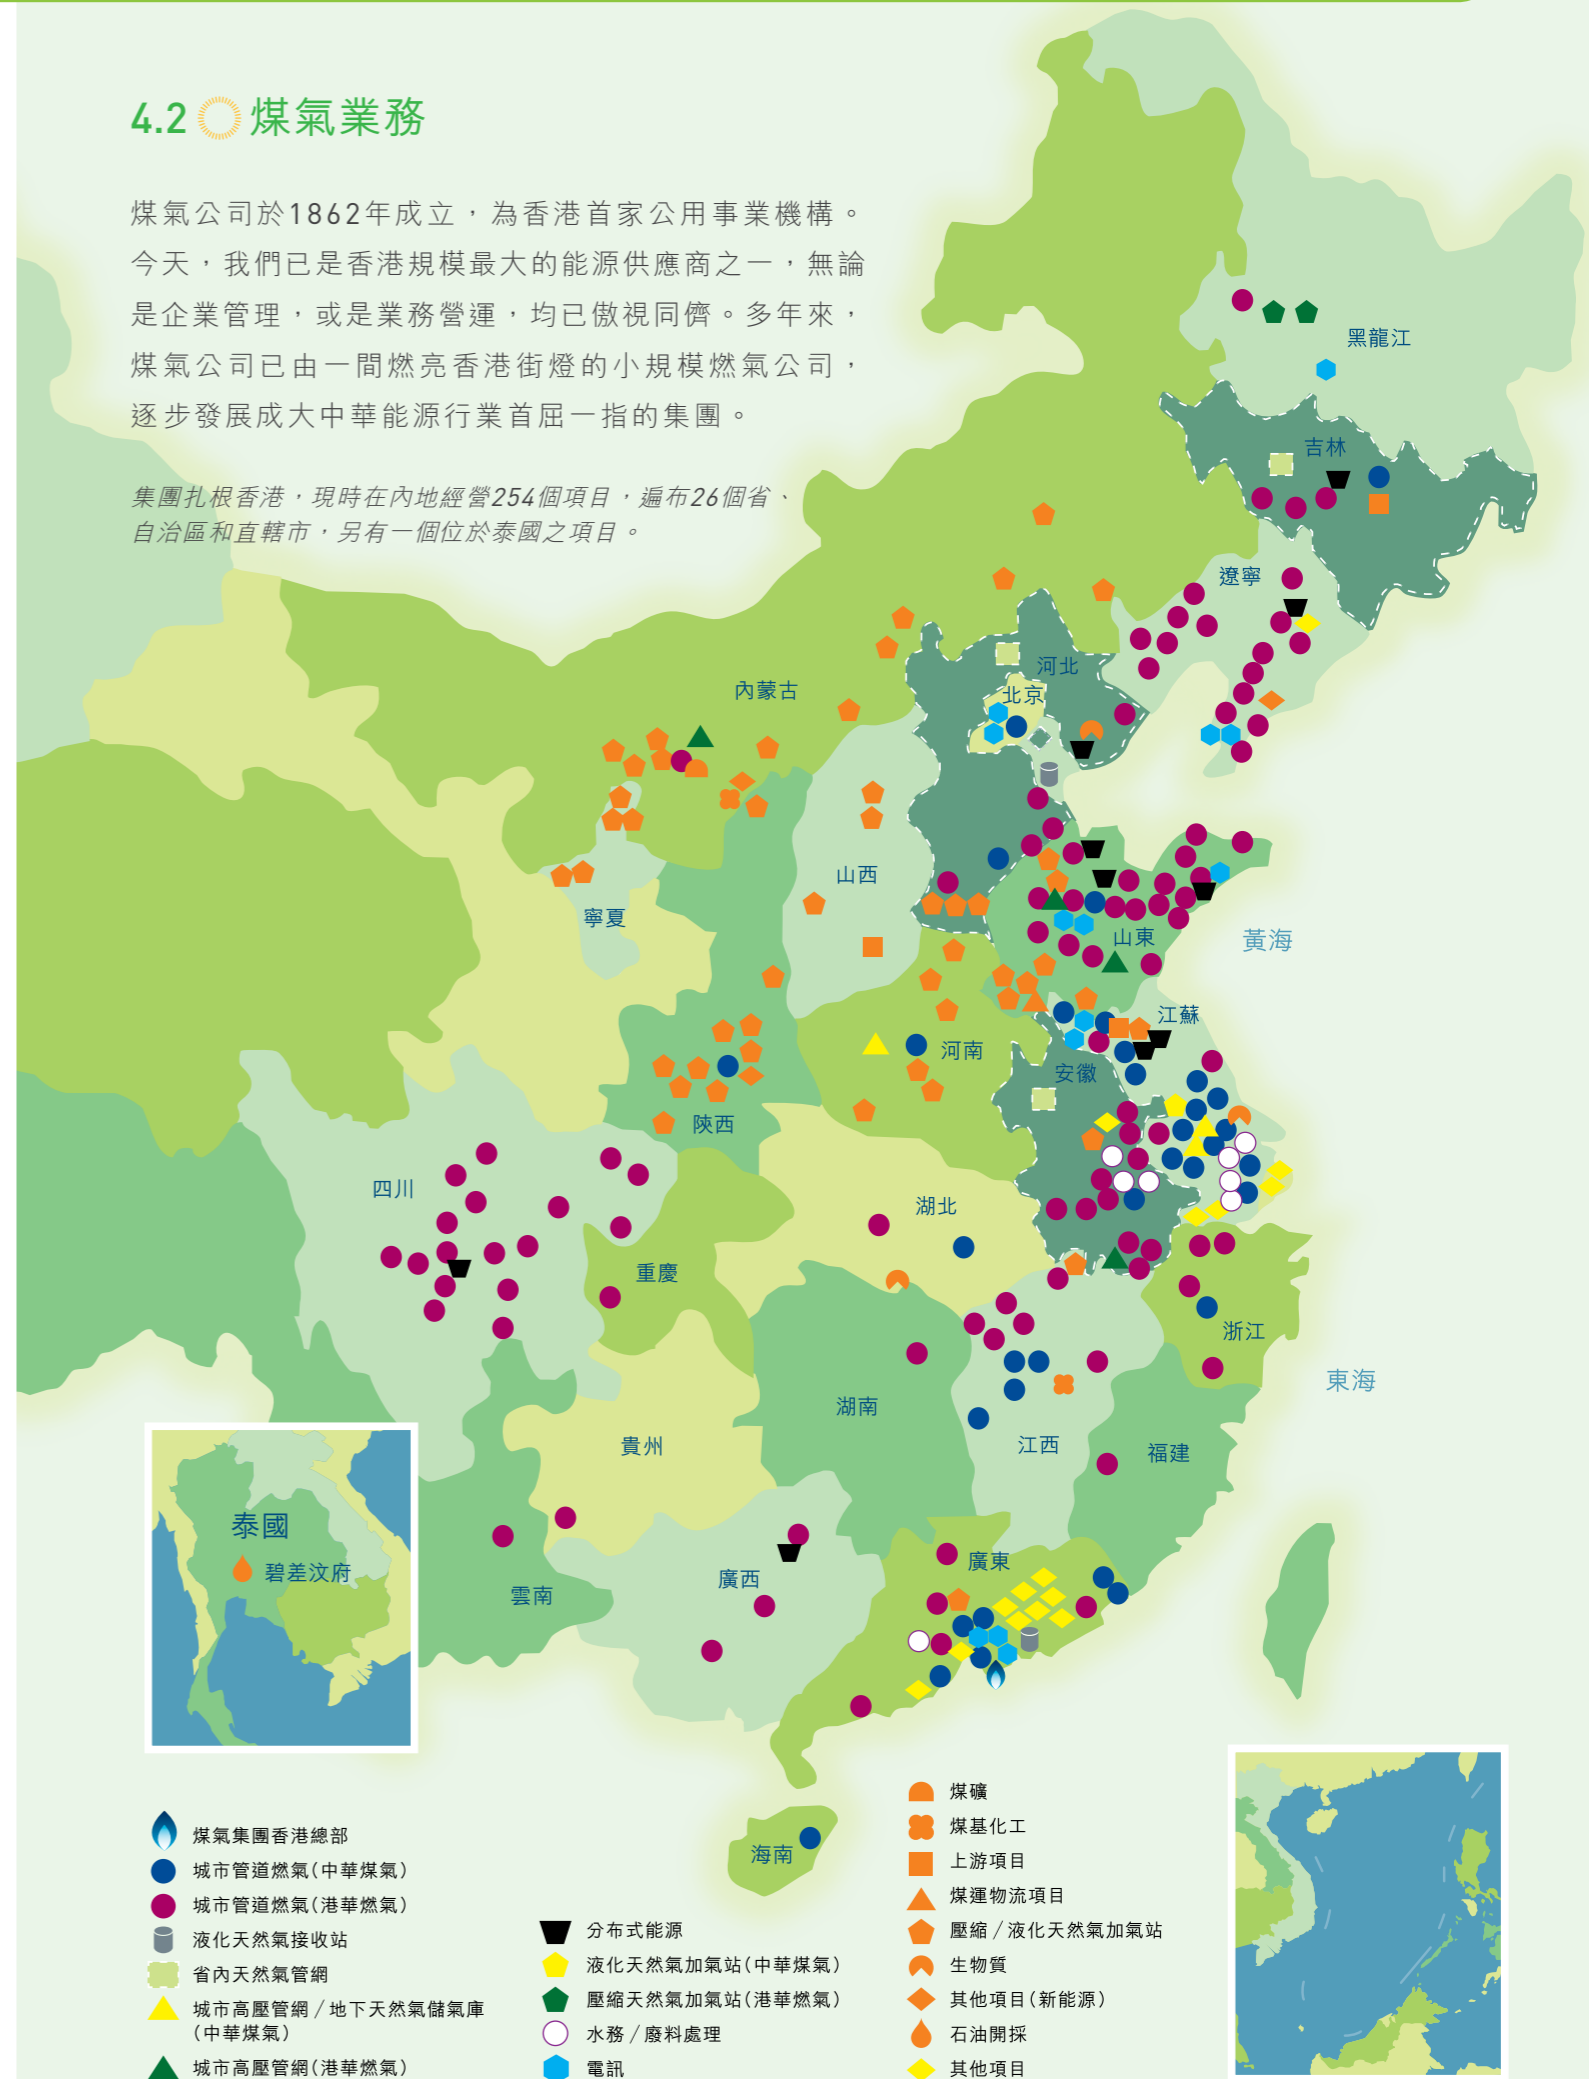 4.2 煤氣業務
煤氣公司於1862年成立，為香港首家公用事業機構。
今天，我們已是香港規模最大的能源供應商之一，無論
是企業管理，或是業務營運，均已傲視同儕。多年來，
煤氣公司已由一間燃亮香港街燈的小規模燃氣公司，
逐步發展成大中華能源行業首屈一指的集團。
集團扎根香港，現時在內地經營254個項目，遍布26個省、
自治區和直轄市，另有一個位於泰國之項目。
黑龍江
吉林
遼寧
河北
北京
內蒙古
山西
寧夏
山東
黃海
江蘇
河南
安徽
陝西
四川
湖北
重慶
浙江
東海
湖南
江西
貴州
福建
泰國
碧差汶府
廣東
廣西
雲南
海南
煤氣集團香港總部
城市管道燃氣(中華煤氣)
城市管道燃氣(港華燃氣)
液化天然氣接收站
省內天然氣管網
城市高壓管網/地下天然氣儲氣庫
(中華煤氣)
城市高壓管網(港華燃氣)
分布式能源
液化天然氣加氣站(中華煤氣)
壓縮天然氣加氣站(港華燃氣)
水務/廢料處理
電訊
煤礦
煤基化工
上游項目
煤運物流項目
壓縮/液化天然氣加氣站
生物質
其他項目(新能源)
石油開採
其他項目